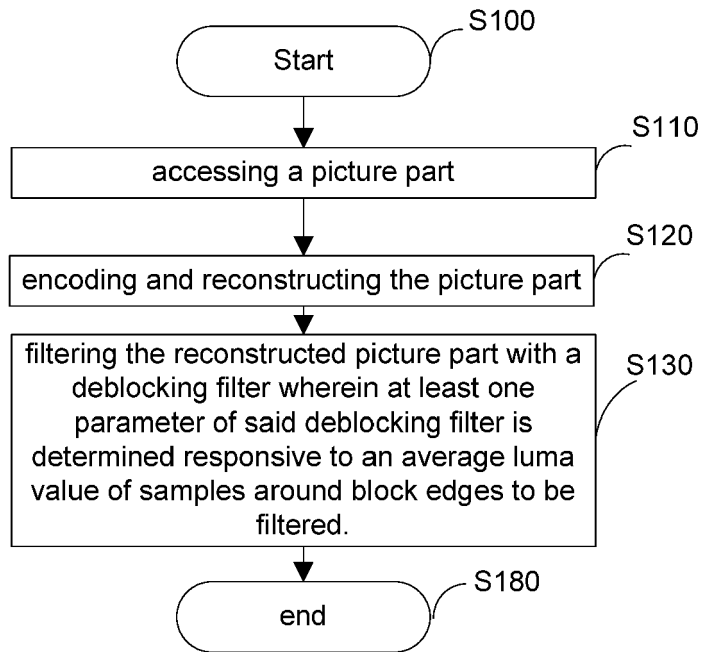 S100
Start
S110
accessing a picture part
S120
encoding and reconstructing the picture part
filtering the reconstructed picture part with a
deblocking filter wherein at least one
parameter of said deblocking filter is
determined responsive to an average luma
value of samples around block edges to be
filtered.
S130
S180
end